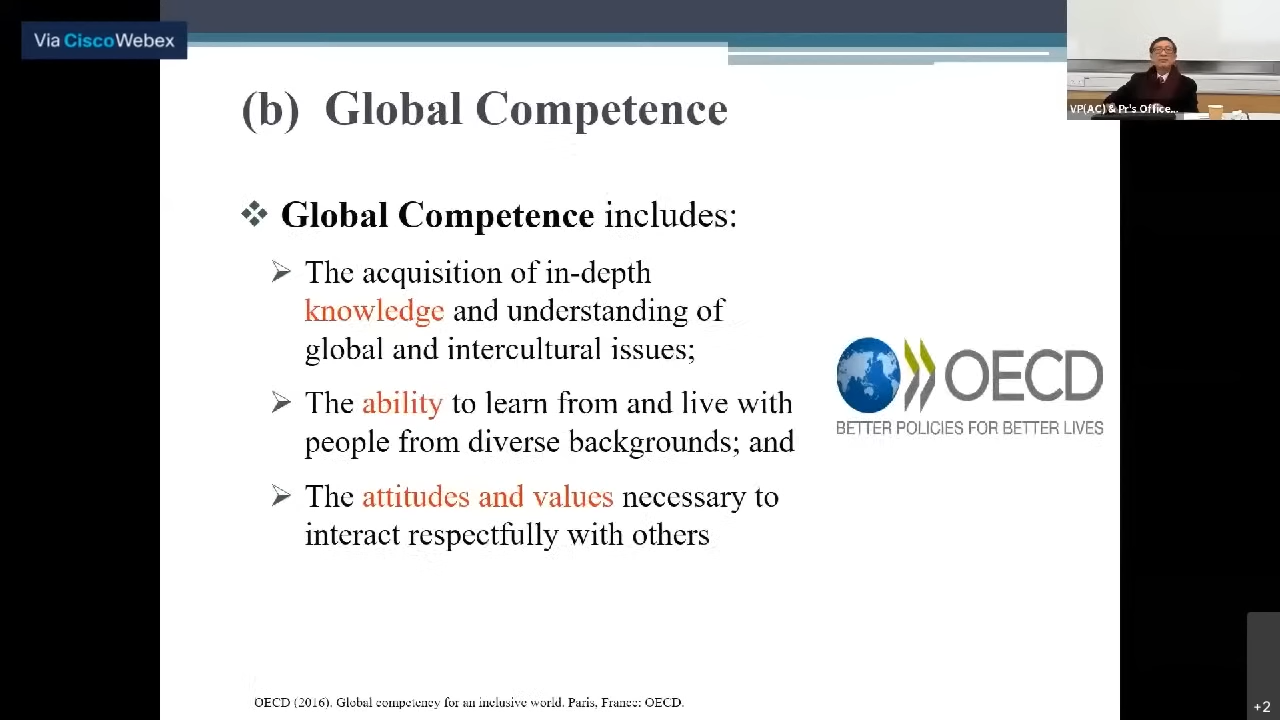 Via CiscoWebex
VP(AC) & Pr's Office...
(b) Global Competence
❖ Global Competence includes:
➢ The acquisition of in-depth
knowledge and understanding of
global and intercultural issues;
➢ The ability to learn from and live with
people from diverse backgrounds; and
➢ The attitudes and values necessary to
interact respectfully with others
OECD
BETTER POLICIES FOR BETTER LIVES
OECD (2016). Global competency for an inclusive world. Paris, France: OECD.
+2